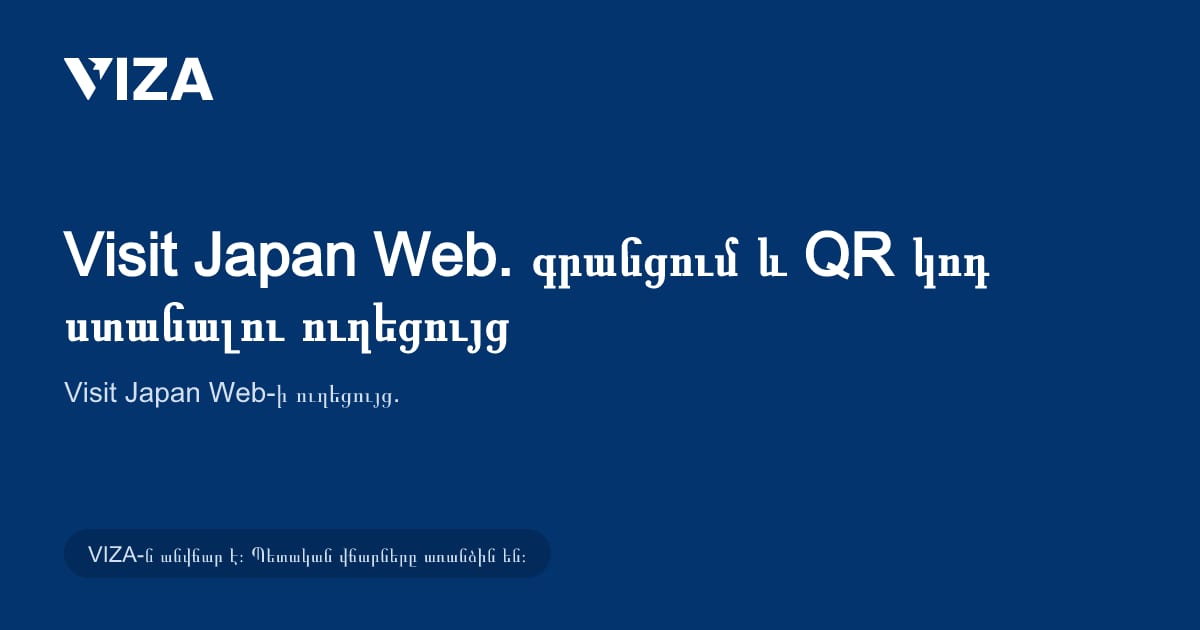 VIZA
Visit Japan Web. գրանցում և QR կոդ
ստանալու ուղեցույց
Visit Japan Web-ի ուղեցույց.
VIZA-ն անվճար է։ Պետական վճարները առանձին են։